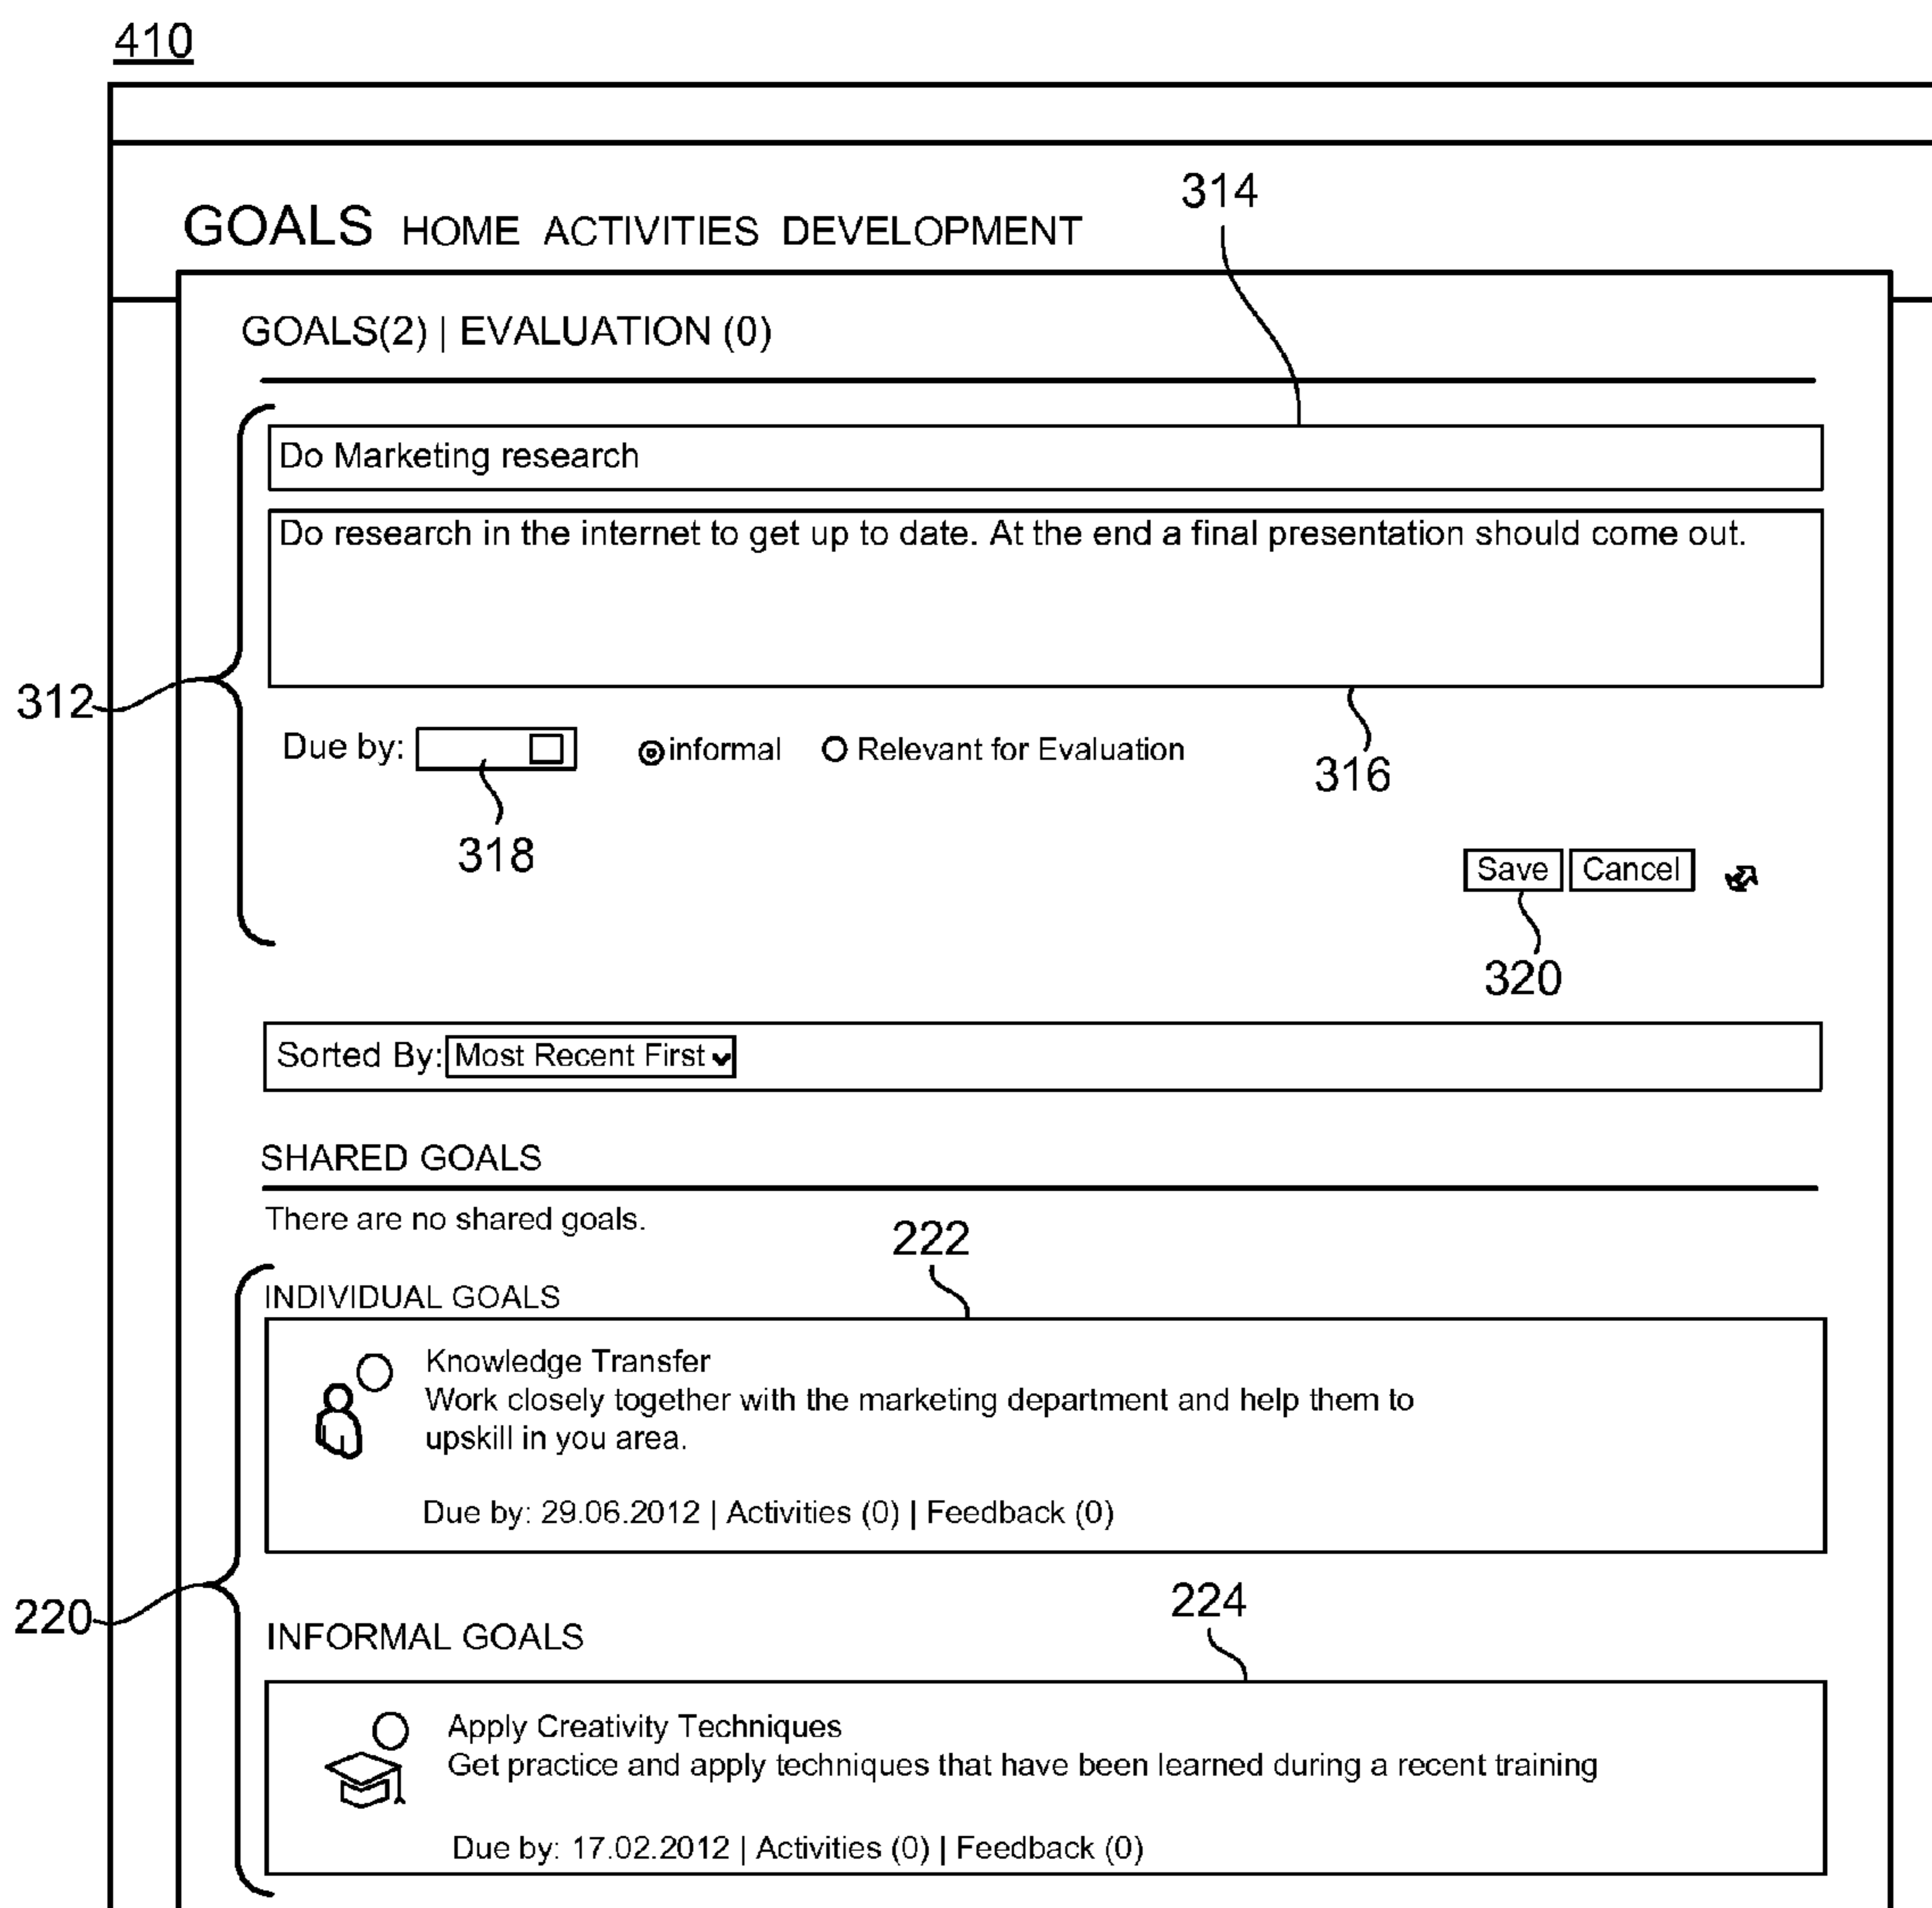 410
314
GOALS HOME ACTIVITIES DEVELOPMENT
GOALS(2) | EVALUATION (0)
Do Marketing research
Do research in the internet to get up to date. At the end a final presentation should come out.
312
Due by: informal Relevant for Evaluation
316
318
Save Cancel
320
Sorted By: Most Recent First
SHARED GOALS
There are no shared goals.
222
INDIVIDUAL GOALS
Knowledge Transfer
Work closely together with the marketing department and help them to
upskill in you area.
Due by: 29.06.2012 | Activities (0) | Feedback (0)
220
224
INFORMAL GOALS
Apply Creativity Techniques
Get practice and apply techniques that have been learned during a recent training
Due by: 17.02.2012 | Activities (0) | Feedback (0)